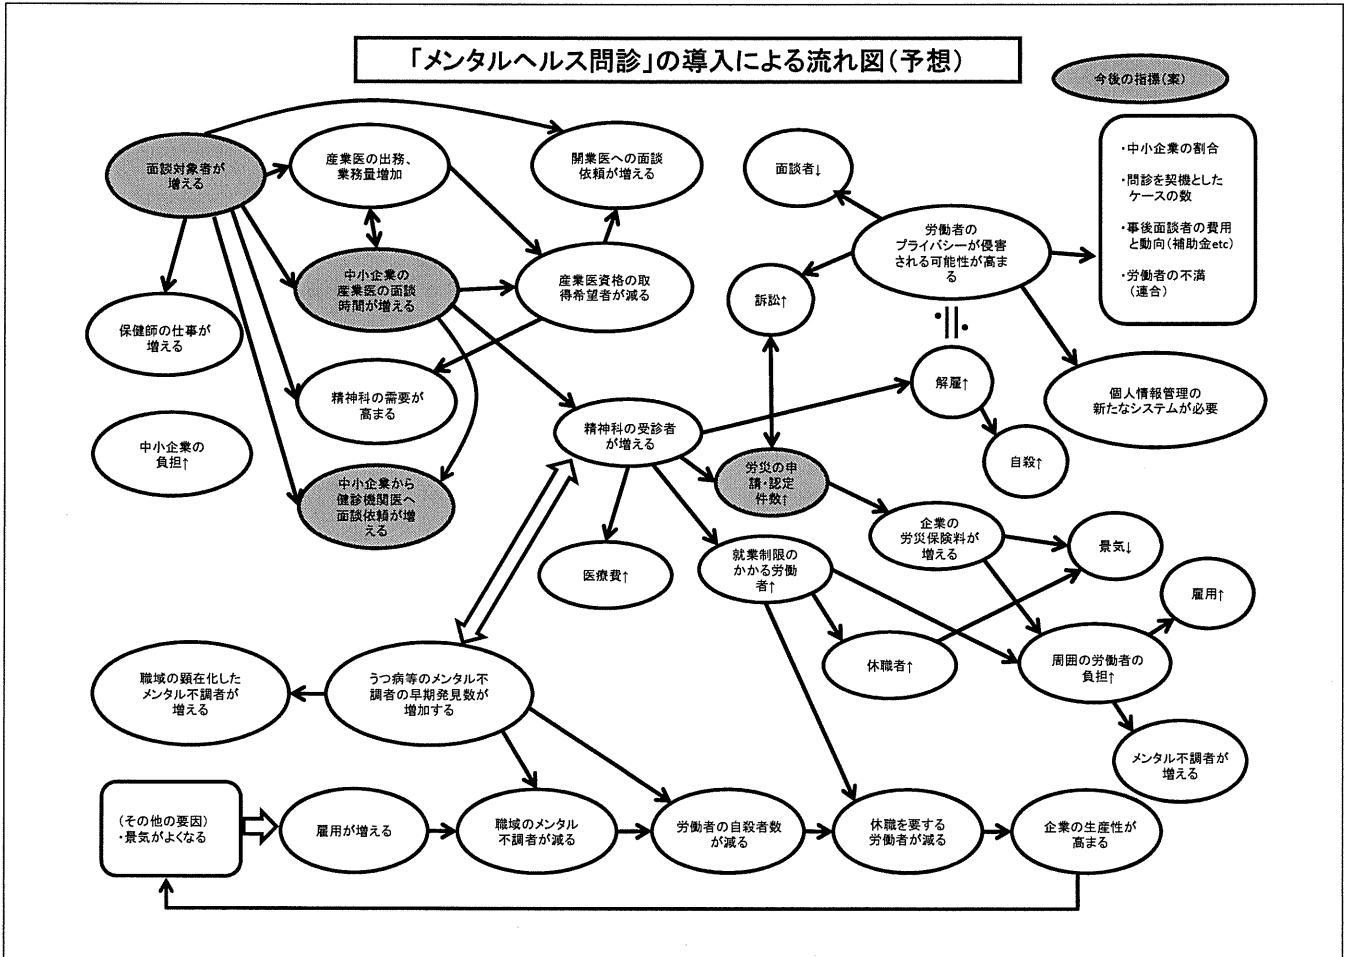 「メンタルヘルス問診」の導入による流れ図(予想)
今後の指標(案)
面談対象者が
増える
産業医の出務、
業務量増加
開業医への面談
依頼が増える
面談者↓
・中小企業の割合
・問診を契機とした
ケースの数
・事後面談者の費用
と動向(補助金etc)
・労働者の不満
(連合)
労働者の
プライバシーが侵害
される可能性が高ま
る
中小企業の
産業医の面談
時間が増える
産業医資格の取
得希望者が減る
訴訟↑
保健師の仕事が
増える
精神科の需要が
高まる
解雇↑
個人情報管理の
新たなシステムが必要
中小企業の
負担↑
精神科の受診者
が増える
自殺↑
中小企業から
健診機関医へ
面談依頼が増
える
労災の申
請・認定
件数↑
企業の
労災保険料が
増える
景気↓
医療費↑
就業制限の
かかる労働
者↑
雇用↑
休職者↑
周囲の労働者の
負担↑
職域の顕在化した
メンタル不調者が
増える
うつ病等のメンタル不
調者の早期発見数が
増加する
メンタル不調者が
増える
(その他の要因)
・景気がよくなる
雇用が増える
職域のメンタル
不調者が減る
労働者の自殺者数
が減る
休職を要する
労働者が減る
企業の生産性が
高まる